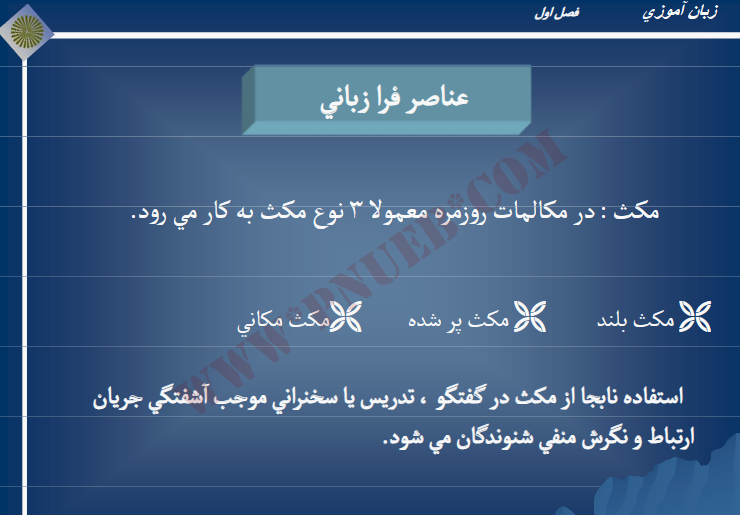 زبان آموزي
فصل اول
عناصر فرا زباني
مكث : در مكالمات روزمره معمولا ۳ نوع مكث به كار مي رود.
مكث بلند مكث پر شده مكث مكاني
استفاده نابجا از مكث در گفتگو ، تدريس يا سخنراني موجب آشفتگي جريان
ارتباط و نگرش منفي شنوندگان مي شود.
WWW*PNUEB*COM